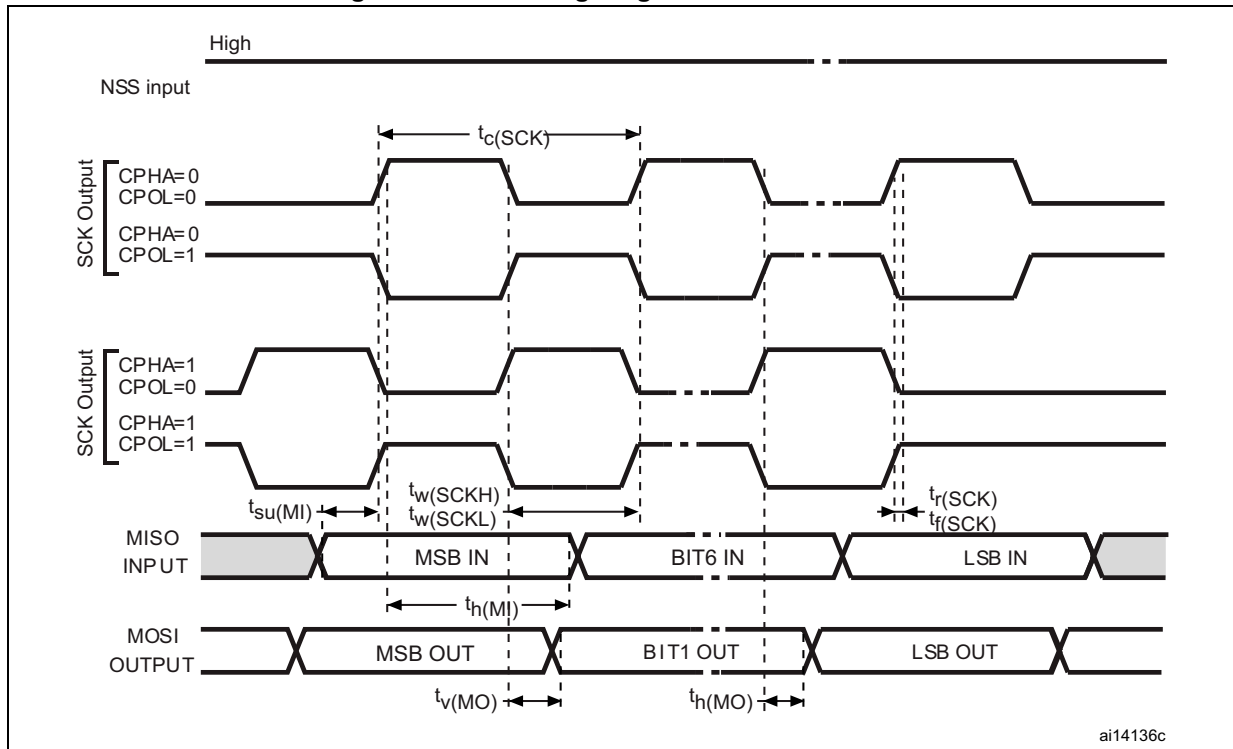 High
NSS input
tc(SCK)
SCK Output
CPHA=0
CPOL=0
CPHA=0
CPOL=1
SCK Output
CPHA=1
CPOL=0
CPHA=1
CPOL=1
tsu(MI)
tw(SCKH)
tw(SCKL)
tr(SCK)
tf(SCK)
MISO
INPUT
MSB IN
BIT6 IN
LSB IN
th(MI)
MOSI
OUTPUT
MSB OUT
BIT1 OUT
LSB OUT
tv(MO)
th(MO)
ai14136c